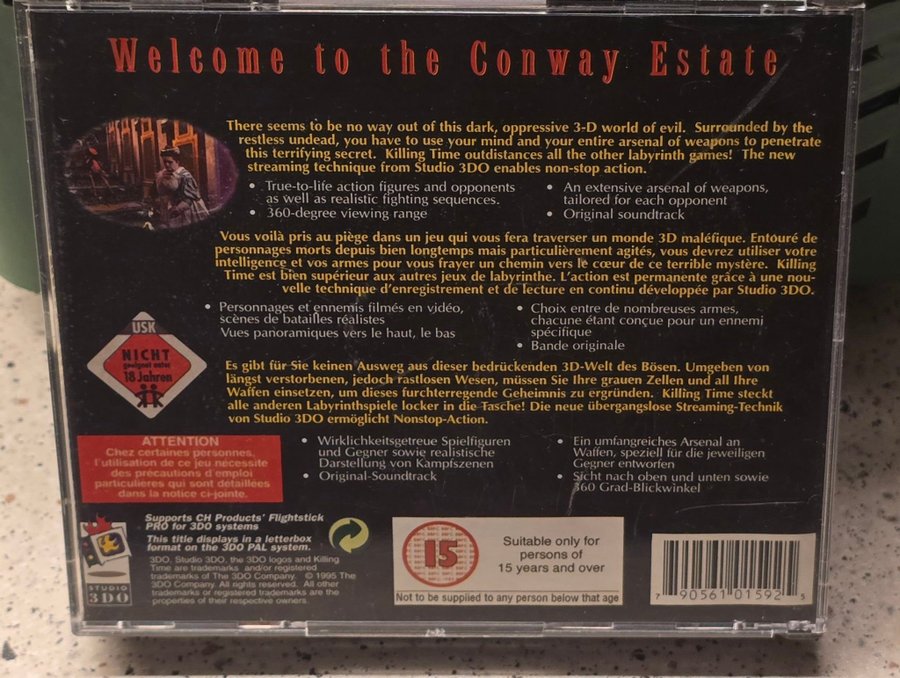 Welcome to the Conway Estate
There seems to be no way out of this dark, oppressive 3-D world of evil. Surrounded by the
restless undead, you have to use your mind and your entire arsenal of weapons to penetrate
this terrifying secret. Killing Time outdistances all the other labyrinth games! The new
streaming technique from Studio 3DO enables non-stop action.
• True-to-life action figures and opponents
as well as realistic fighting sequences.
• 360-degree viewing range
• An extensive arsenal of weapons,
tailored for each opponent
• Original soundtrack
Vous voilà pris au piège dans un jeu qui vous fera traverser un monde 3D maléfique. Entouré de
personnages morts depuis bien longtemps mais particulièrement agités, vous devrez utiliser votre
intelligence et vos armes pour vous frayer un chemin vers le cœur de ce terrible mystère. Killing
Time est bien supérieur aux autres jeux de labyrinthe. L'action est permanente grâce à une nou-
velle technique d'enregistrement et de lecture en continu développée par Studio 3DO.
• Personnages et ennemis filmés en vidéo,
scènes de batailles réalistes
Vues panoramiques vers le haut, le bas
• Choix entre de nombreuses armes,
chacune étant conçue pour un ennemi
spécifique
• Bande originale
USK
NICHT
geeignet unter
18 Jahren
Es gibt für Sie keinen Ausweg aus dieser bedrückenden 3D-Welt des Bösen. Umgeben von
längst verstorbenen, jedoch rastlosen Wesen, müssen Sie Ihre grauen Zellen und all Ihre
Waffen einsetzen, um dieses furchterregende Geheimnis zu ergründen. Killing Time steckt
alle anderen Labyrinthspiele locker in die Tasche! Die neue übergangslose Streaming-Technik
von Studio 3DO ermöglicht Nonstop-Action.
ATTENTION
Chez certaines personnes,
l'utilisation de ce jeu nécessite
des précautions d'emploi
particulières qui sont détaillées
dans la notice ci-jointe.
• Wirklichkeitsgetreue Spielfiguren
und Gegner sowie realistische
Darstellung von Kampfszenen
• Original-Soundtrack
• Ein umfangreiches Arsenal an
Waffen, speziell für die jeweiligen
Gegner entworfen
• Sicht nach oben und unten sowie
360 Grad-Blickwinkel
STUDIO
3DO
Supports CH Products' Flightstick
PRO for 3DO systems
This title displays in a letterbox
format on the 3DO PAL system.
3DO, Studio 3DO, the 3DO logos and Killing
Time are trademarks and/or registered
trademarks of The 3DO Company. © 1995 The
3DO Company. All rights reserved. All other
trademarks or registered trademarks are the
properties of their respective owners.
15
Suitable only for
persons of
15 years and over
Not to be supplied to any person below that age
7 90561 01592 5